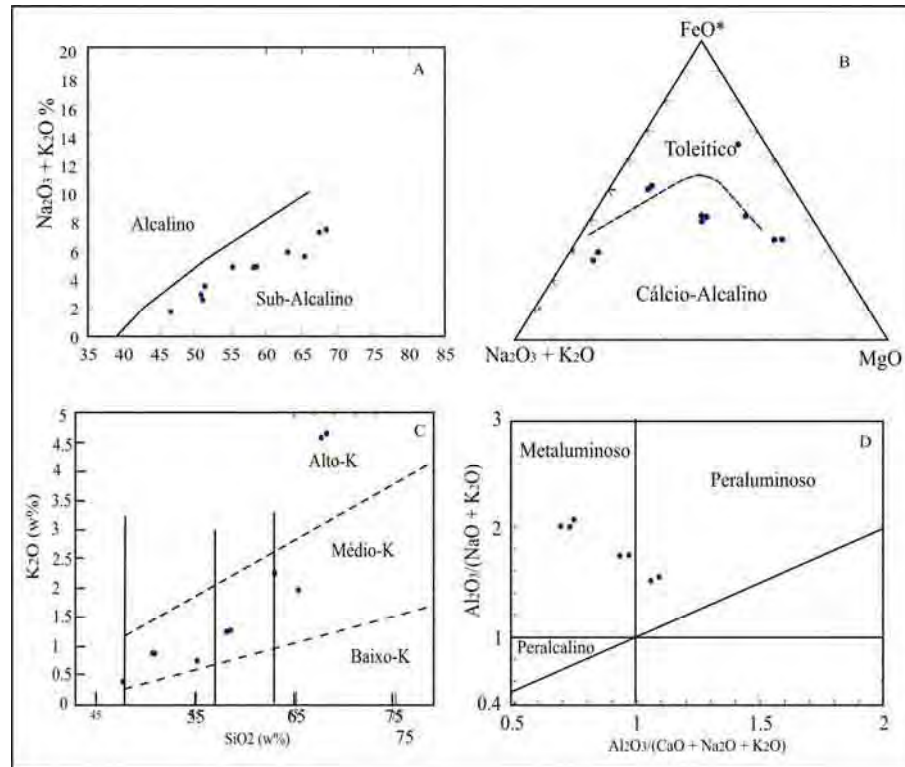 A
20
18
16
14
12
10
8
6
4
2
0
Na₂O₃ + K₂O %
Alcalino
Sub-Alcalino
35 40 45 50 55 60 65 70 75 80 85
B
FeO*
Toleítico
Cálcio-Alcalino
Na₂O₃ + K₂O
MgO
C
5
4.5
4
3.5
3
2.5
2
1.5
1
0.5
0
K₂O (w%)
Alto-K
Médio-K
Baixo-K
45 55 65 75
75
SiO2 (w%)
D
3
2
1
0.4
Al₂O₃/(NaO + K₂O)
Metaluminoso
Peraluminoso
Peralcalino
0.5 1 1.5 2
Al₂O₃/(CaO + Na₂O + K₂O)